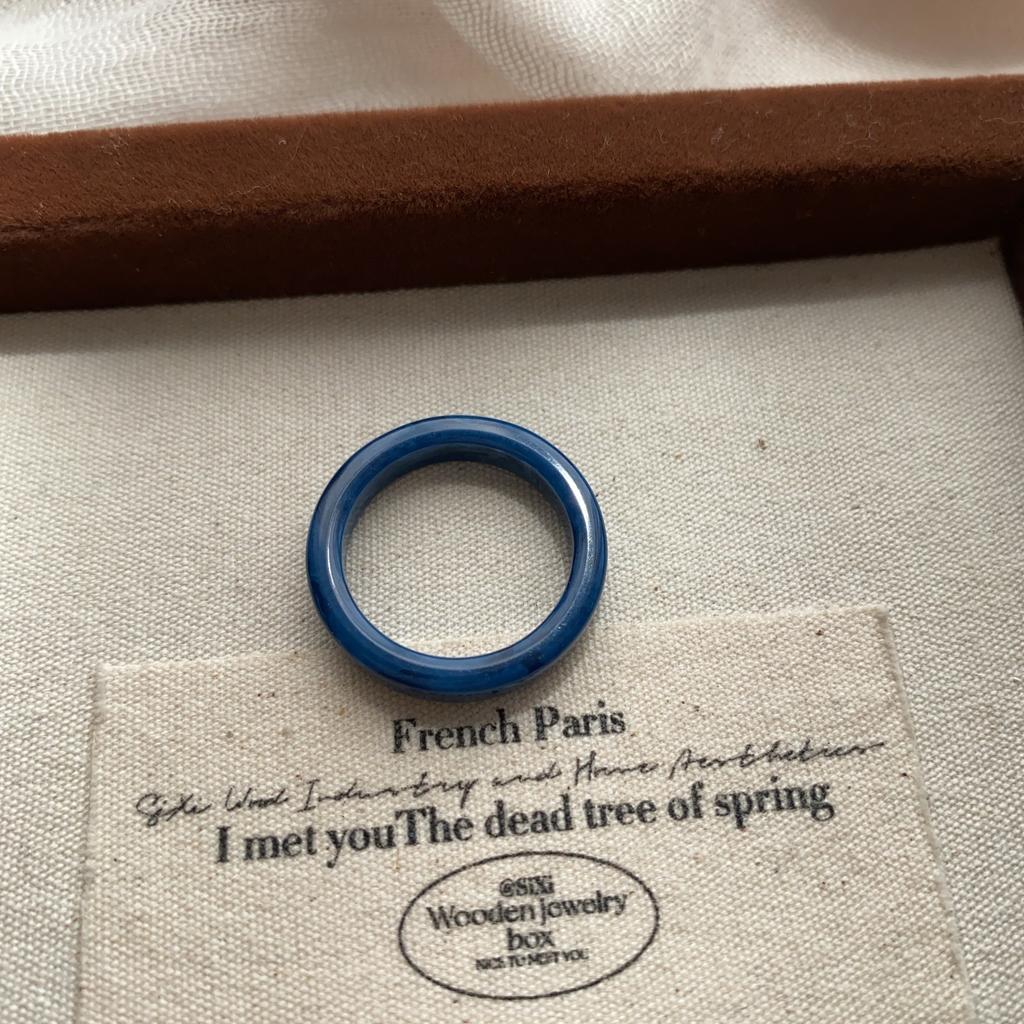 French Paris
Wood Industry and Home Aesthetics
I met youThe dead tree of spring
@SiXi
Wooden jewelry
box
NICE TO MEET YOU